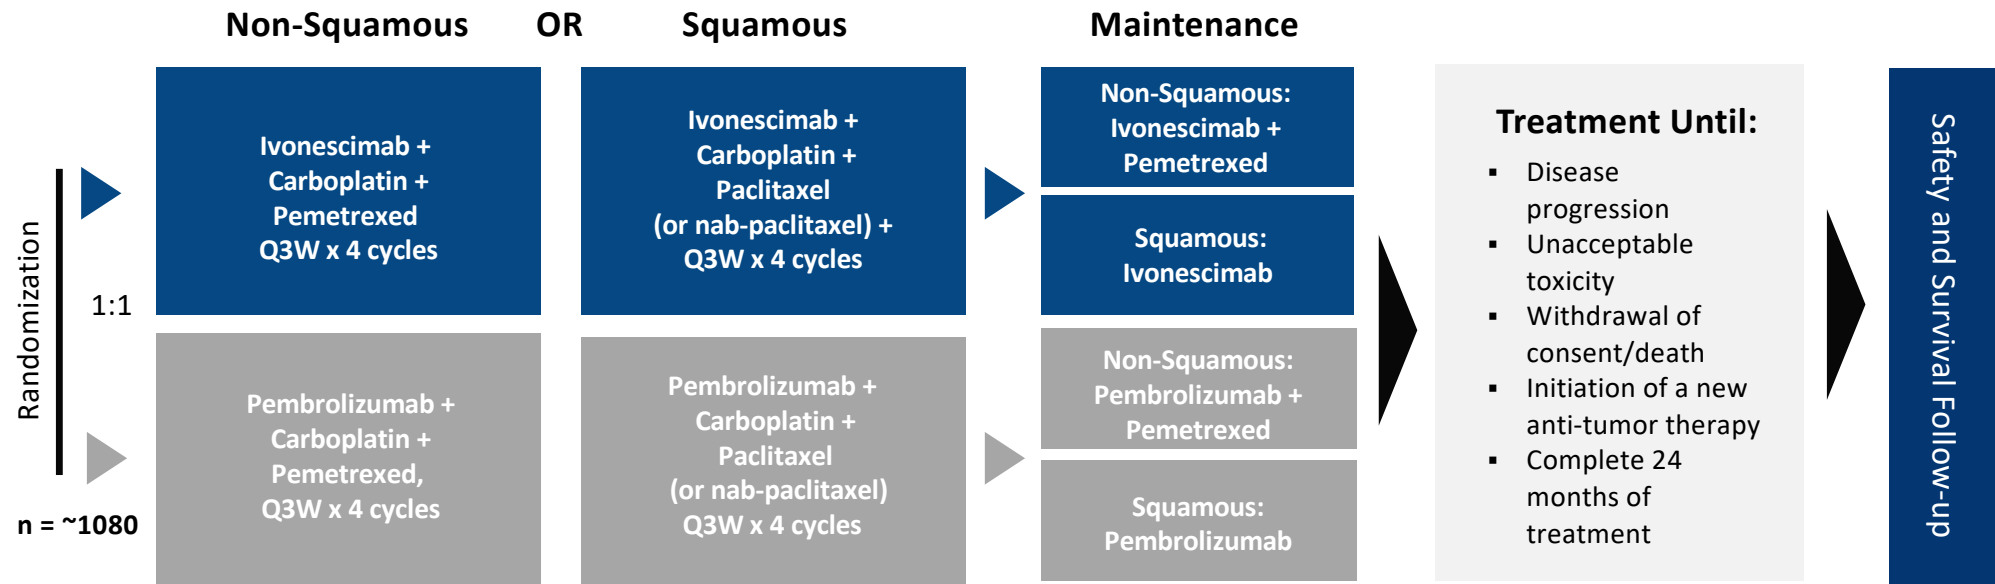 Non-Squamous OR Squamous Maintenance
Randomization
1:1
n = ~1080
Ivonescimab +
Carboplatin +
Pemetrexed
Q3W x 4 cycles
Ivonescimab +
Carboplatin +
Paclitaxel
(or nab-paclitaxel) +
Q3W x 4 cycles
Non-Squamous:
Ivonescimab +
Pemetrexed
Squamous:
Ivonescimab
Pembrolizumab +
Carboplatin +
Pemetrexed,
Q3W x 4 cycles
Pembrolizumab +
Carboplatin +
Paclitaxel
(or nab-paclitaxel)
Q3W x 4 cycles
Non-Squamous:
Pembrolizumab +
Pemetrexed
Squamous:
Pembrolizumab
Treatment Until:
▪ Disease
progression
▪ Unacceptable
toxicity
▪ Withdrawal of
consent/death
▪ Initiation of a new
anti-tumor therapy
▪ Complete 24
months of
treatment
Safety and Survival Follow-up